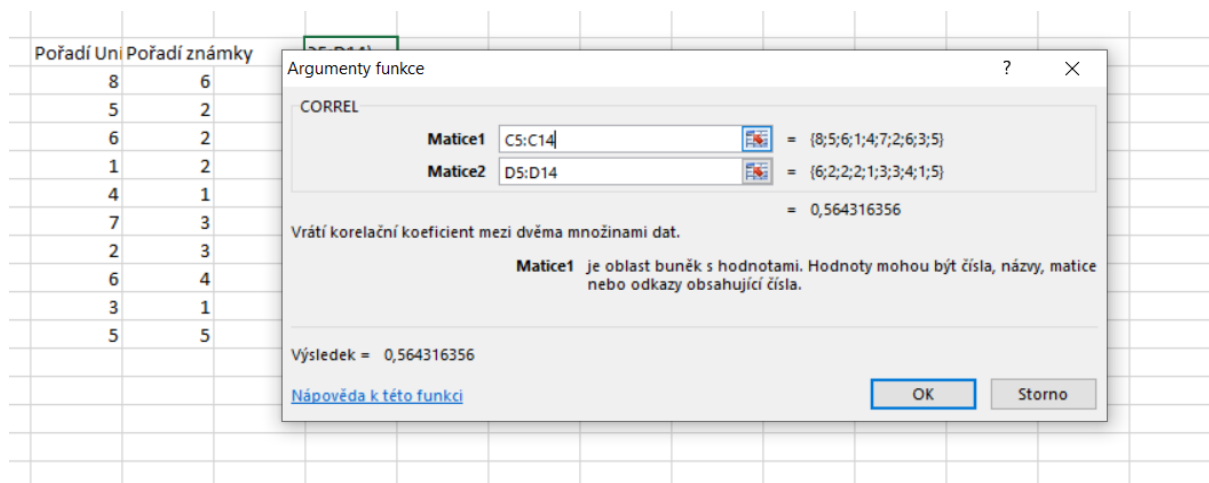 Pořadí Uni Pořadí známky
8 6
5 2
6 2
1 2
4 1
7 3
2 3
6 4
3 1
5 5
Argumenty funkce ? ×
CORREL
Matice1 C5:C14 = {8;5;6;1;4;7;2;6;3;5}
Matice2 D5:D14 = {6;2;2;2;1;3;3;4;1;5}
= 0,564316356
Vrátí korelační koeficient mezi dvěma množinami dat.
Matice1 je oblast buněk s hodnotami. Hodnoty mohou být čísla, názvy, matice
nebo odkazy obsahující čísla.
Výsledek = 0,564316356
Nápověda k této funkci OK Storno